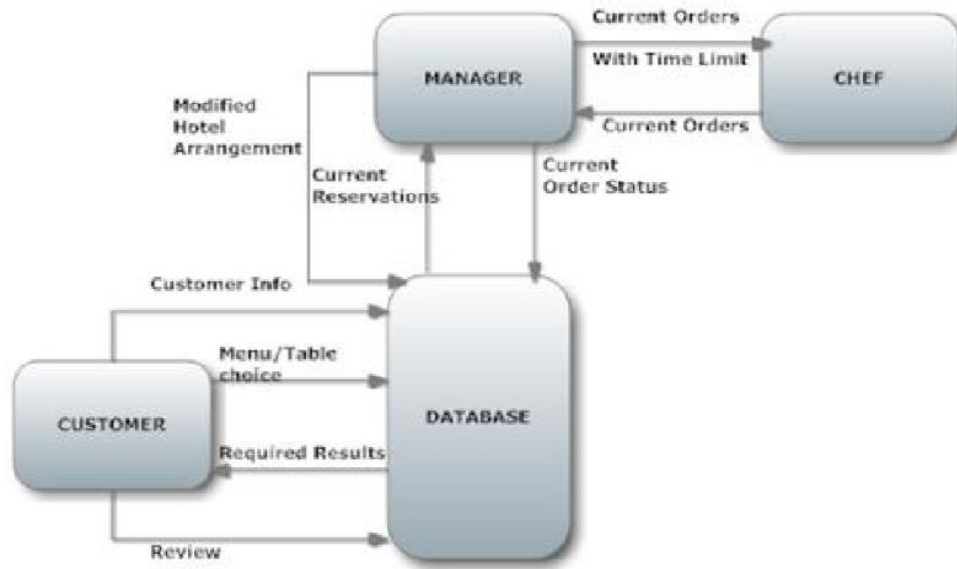 Current Orders
With Time Limit
MANAGER
CHEF
Current Orders
Modified
Hotel
Arrangement
Current
Reservations
Current
Order Status
Customer Info
Menu/Table
choice
CUSTOMER
DATABASE
Required Results
Review